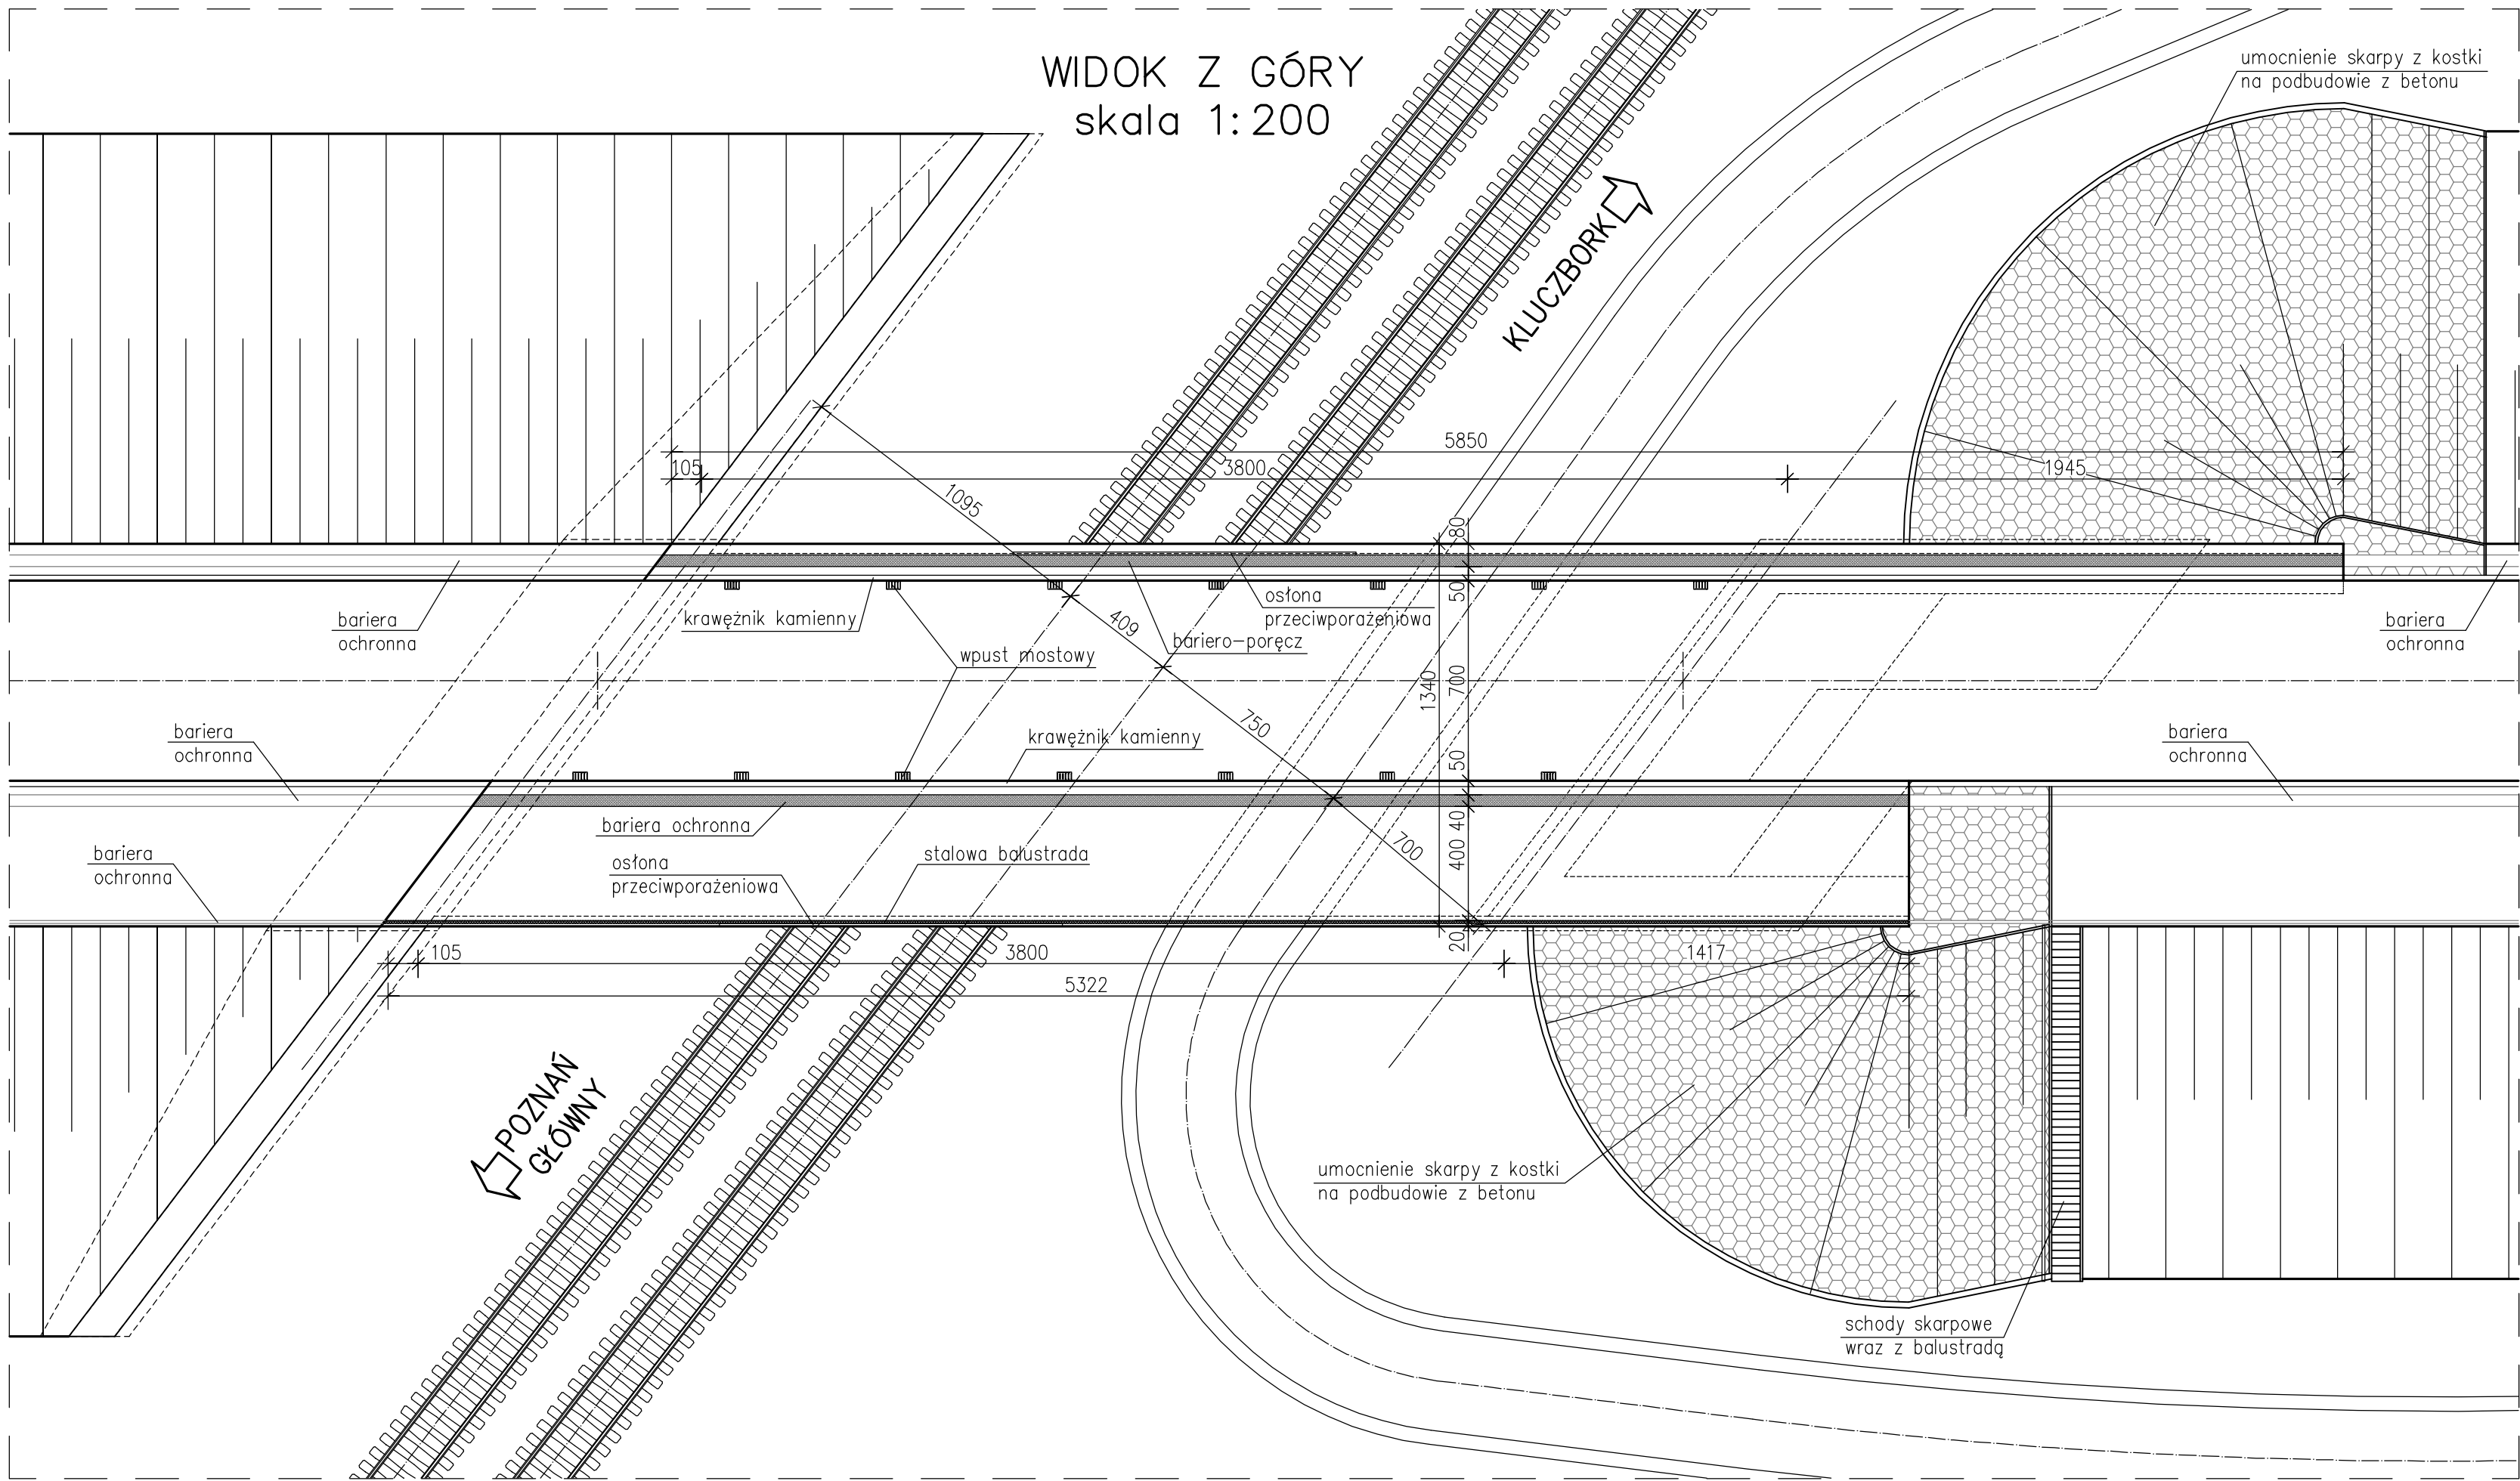 WIDOK Z GÓRY
skala 1:200
umocnienie skarpy z kostki
na podbudowie z betonu
KLUCZBORK
5850
105
3800
1945
1095
80
50
osłona
przeciwporażeniowa
bariera
ochronna
krawężnik kamienny
409
bariero-poręcz
bariera
ochronna
wpust mostowy
1340
700
750
bariera
ochronna
krawężnik kamienny
50
bariera
ochronna
bariera ochronna
40
700
400
bariera
ochronna
osłona
przeciwporażeniowa
stalowa balustrada
20
105
3800
1417
5322
POZNAŃ
GŁÓWNY
umocnienie skarpy z kostki
na podbudowie z betonu
schody skarpowe
wraz z balustradą